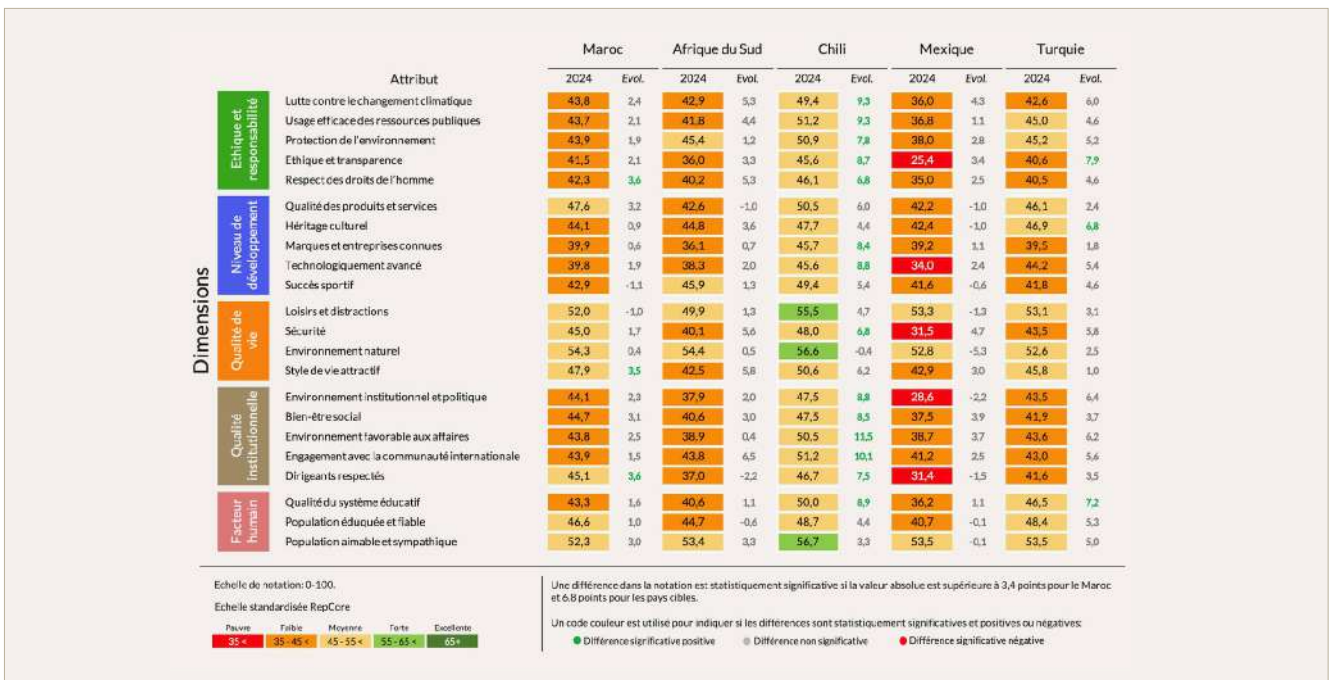 Maroc Afrique du Sud Chili Mexique Turquie
Attribut 2024 Evol. 2024 Evol. 2024 Evol. 2024 Evol. 2024 Evol.
Dimensions
Ethique et responsabilité
Lutte contre le changement climatique 43,8 2,4 42,9 5,3 49,4 9,3 36,0 4,3 42,6 6,0
Usage efficace des ressources publiques 43,7 2,1 41,8 4,4 51,2 9,3 36,8 1,1 45,0 4,6
Protection de l'environnement 43,9 1,9 45,4 1,2 50,9 7,8 38,0 2,8 45,2 5,2
Ethique et transparence 41,5 2,1 36,0 3,3 45,6 8,7 25,4 3,4 40,6 7,9
Respect des droits de l'homme 42,3 3,6 40,2 5,3 46,1 6,8 35,0 2,5 40,5 4,6
Niveau de développement
Qualité des produits et services 47,6 3,2 42,6 -1,0 50,5 6,0 42,2 -1,0 46,1 2,4
Héritage culturel 44,1 0,9 44,8 3,6 47,7 4,4 42,4 -1,0 46,9 6,8
Marques et entreprises connues 39,9 0,6 36,1 0,7 45,7 8,4 39,2 1,1 39,5 1,8
Technologiquement avancé 39,8 1,9 38,3 2,0 45,6 8,8 34,0 2,4 44,2 5,4
Succès sportif 42,9 -1,1 45,9 1,3 49,4 5,4 41,6 -0,6 41,8 4,6
Qualité de vie
Loisirs et distractions 52,0 -1,0 49,9 1,3 55,5 4,7 53,3 -1,3 53,1 3,1
Sécurité 45,0 1,7 40,1 5,6 48,0 6,8 31,5 4,7 43,5 5,8
Environnement naturel 54,3 0,4 54,4 0,5 56,6 -0,4 52,8 -5,3 52,6 2,5
Style de vie attractif 47,9 3,5 42,5 5,8 50,6 6,2 42,9 3,0 45,8 1,0
Qualité institutionnelle
Environnement institutionnel et politique 44,1 2,3 37,9 2,0 47,5 8,8 28,6 -2,2 43,5 6,4
Bien-être social 44,7 3,1 40,6 3,0 47,5 8,5 37,5 3,9 41,9 3,7
Environnement favorable aux affaires 43,8 2,5 38,9 0,4 50,5 11,5 38,7 3,7 43,6 6,2
Engagement avec la communauté internationale 43,9 1,5 43,8 6,5 51,2 10,1 41,2 2,5 43,0 5,6
Dirigeants respectés 45,1 3,6 37,0 -2,2 46,7 7,5 31,4 -1,5 41,6 3,5
Facteur humain
Qualité du système éducatif 43,3 1,6 40,6 1,1 50,0 8,9 36,2 1,1 46,5 7,2
Population éduquée et fiable 46,6 1,0 44,7 -0,6 48,7 4,4 40,7 -0,1 48,4 5,3
Population aimable et sympathique 52,3 3,0 53,4 3,3 56,7 3,3 53,5 -0,1 53,5 5,0
Echelle de notation: 0-100.
Echelle standardisée RepCore
Pauvre Faible Moyenne Forte Excellente
35 < 35 - 45 < 45 - 55 < 55 - 65 < 65+
Une différence dans la notation est statistiquement significative si la valeur absolue est supérieure à 3,4 points pour le Maroc
et 6.8 points pour les pays cibles.
Un code couleur est utilisé pour indiquer si les différences sont statistiquement significatives et positives ou négatives:
Différence significative positive Différence non significative Différence significative négative